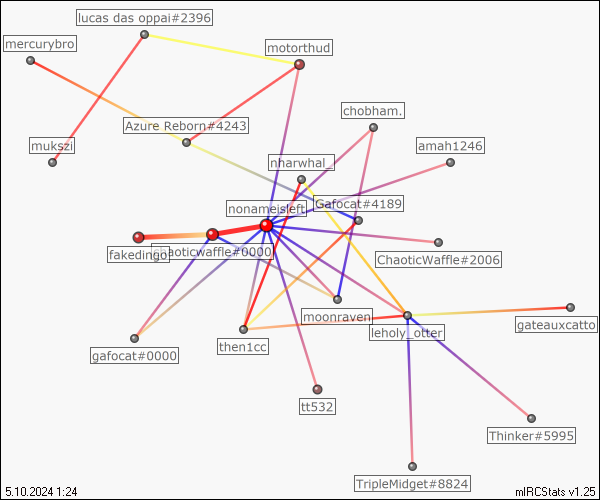 lucas das oppai#2396
mercurybro
motorthud
chobham.
Azure Reborn#4243
mukszi
amah1246
nharwhal_
Gafocat#4189
nonameisleft
fakedingo
chaoticwaffle#0000
ChaoticWaffle#2006
moonraven
gateauxcatto
leholy_otter
then1cc
gafocat#0000
tt532
Thinker#5995
TripleMidget#8824
5.10.2024 1:24
mIRCStats v1.25